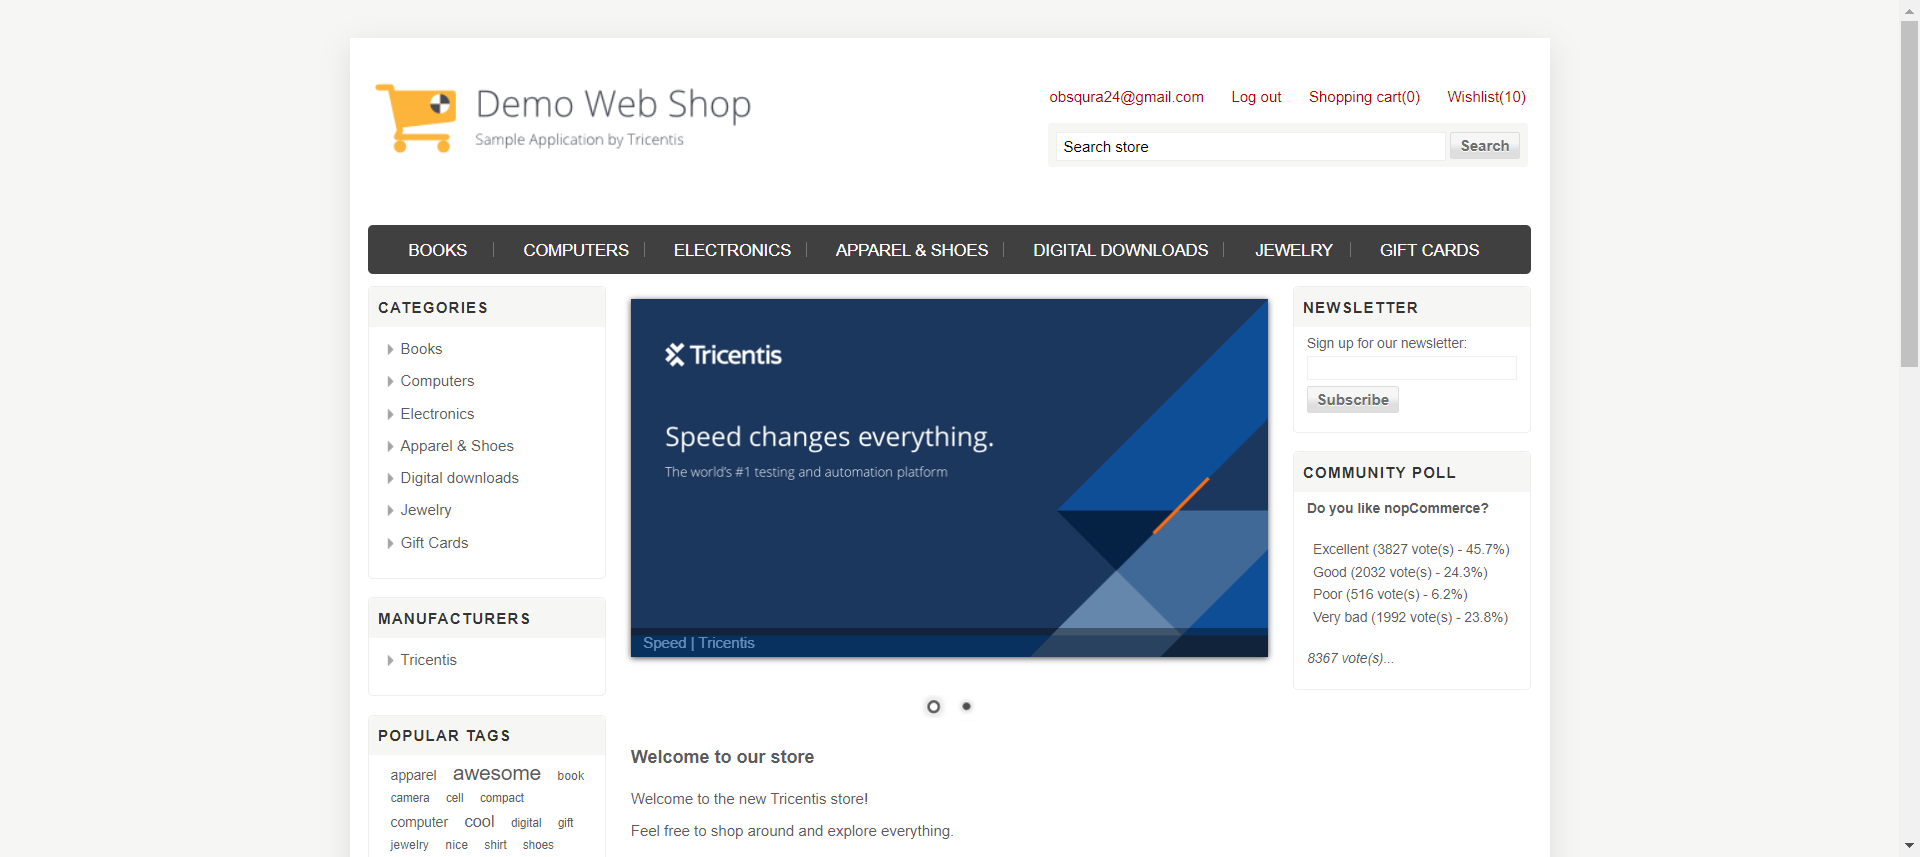 Demo Web Shop
Sample Application by Tricentis
obsqura24@gmail.com Log out Shopping cart(0) Wishlist(10)
Search store Search
BOOKS COMPUTERS ELECTRONICS APPAREL & SHOES DIGITAL DOWNLOADS JEWELRY GIFT CARDS
CATEGORIES
Books
Computers
Electronics
Apparel & Shoes
Digital downloads
Jewelry
Gift Cards
MANUFACTURERS
Tricentis
POPULAR TAGS
apparel awesome book
camera cell compact
computer cool digital gift
jewelry nice shirt shoes
Tricentis
Speed changes everything.
The world's #1 testing and automation platform
Speed | Tricentis
Welcome to our store
Welcome to the new Tricentis store!
Feel free to shop around and explore everything.
NEWSLETTER
Sign up for our newsletter:
Subscribe
COMMUNITY POLL
Do you like nopCommerce?
Excellent (3827 vote(s) - 45.7%)
Good (2032 vote(s) - 24.3%)
Poor (516 vote(s) - 6.2%)
Very bad (1992 vote(s) - 23.8%)
8367 vote(s)...